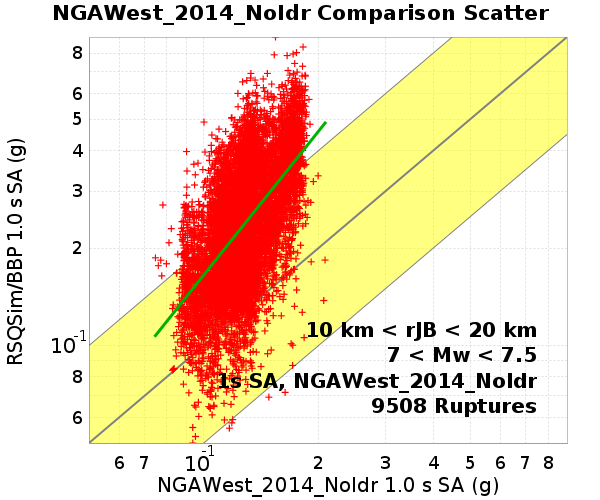 NGAWest_2014_NoIdr Comparison Scatter
RSQSim/BBP 1.0 s SA (g)
8
6
5
4
3
2
10-1
8
6
10 km < rJB < 20 km
7 < Mw < 7.5
1s SA, NGAWest_2014_NoIdr
9508 Ruptures
6 7 10-1 2 3 4 5 6 7 8
NGAWest_2014_NoIdr 1.0 s SA (g)